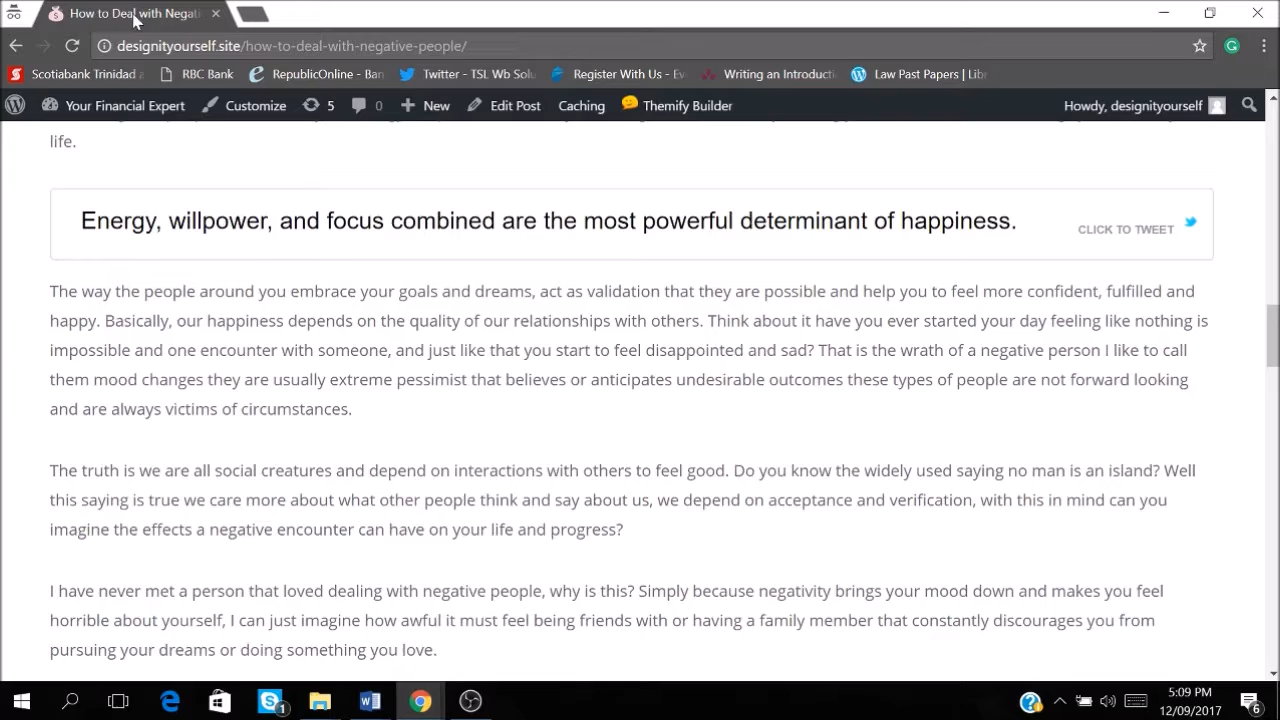 How to Deal with Negati
designityourself.site/how-to-deal-with-negative-people/
Scotiabank Trinidad RBC Bank RepublicOnline - Ban Twitter - TSL Wb Solu Register With Us - Eve Writing an Introducti Law Past Papers | Libr
Your Financial Expert Customize 5 0 New Edit Post Caching Themify Builder Howdy, designityourself
life.
Energy, willpower, and focus combined are the most powerful determinant of happiness.
CLICK TO TWEET
The way the people around you embrace your goals and dreams, act as validation that they are possible and help you to feel more confident, fulfilled and
happy. Basically, our happiness depends on the quality of our relationships with others. Think about it have you ever started your day feeling like nothing is
impossible and one encounter with someone, and just like that you start to feel disappointed and sad? That is the wrath of a negative person I like to call
them mood changes they are usually extreme pessimist that believes or anticipates undesirable outcomes these types of people are not forward looking
and are always victims of circumstances.
The truth is we are all social creatures and depend on interactions with others to feel good. Do you know the widely used saying no man is an island? Well
this saying is true we care more about what other people think and say about us, we depend on acceptance and verification, with this in mind can you
imagine the effects a negative encounter can have on your life and progress?
I have never met a person that loved dealing with negative people, why is this? Simply because negativity brings your mood down and makes you feel
horrible about yourself, I can just imagine how awful it must feel being friends with or having a family member that constantly discourages you from
pursuing your dreams or doing something you love.
5:09 PM
12/09/2017
1
6